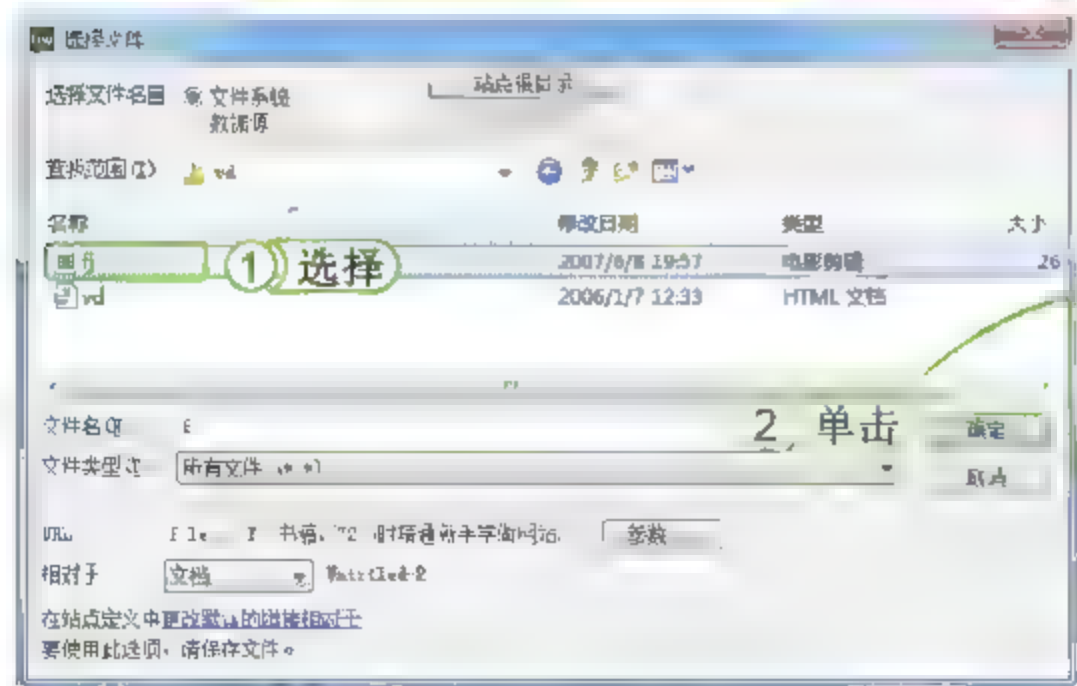 选择文件
选择文件名自 文件系统 站点根目录
数据源
查找范围(I) vd
名称 修改日期 类型 大小
fj ① 选择 2007/6/8 19:57 电影剪辑 26
vd 2006/1/7 12:33 HTML 文档
文件名 2 单击 确定
文件类型 所有文件 取消
参数
相对于 文档 Untitled-2
在站点定义中更改默认的链接相对于
要使用此选项，请保存文件。